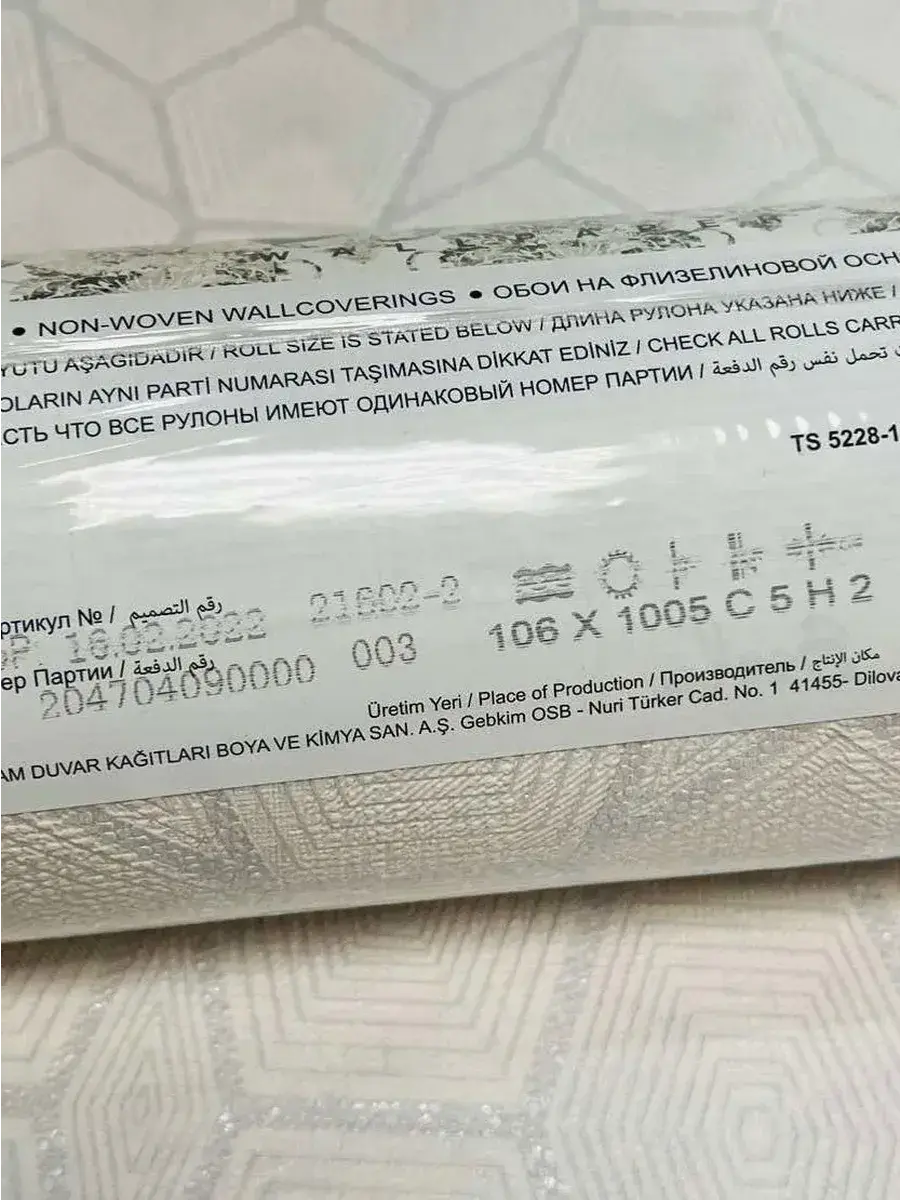 WALLPAPER
• NON-WOVEN WALLCOVERINGS • ОБОИ НА ФЛИЗЕЛИНОВОЙ ОСН
YUTU AŞAGIDADIR / ROLL SIZE IS STATED BELOW / ДЛИНА РУЛОНА УКАЗАНА НИЖЕ /
OLARIN AYNI PARTİ NUMARASI TAŞIMASINA DİKKAT EDİNİZ / CHECK ALL ROLLS CARR
СТЬ ЧТО ВСЕ РУЛОНЫ ИМЕЮТ ОДИНАКОВЫЙ НОМЕР ПАРТИИ / تحمل نفس رقم الدفعة
TS 5228-1
ртикул № / رقم التصميم
16.02.2022 21602-2
ер Партии / رقم الدفعة
204704090000 003
106 X 1005 C 5 H 2
Üretim Yeri / Place of Production / Производитель / مكان الإنتاج
AM DUVAR KAĞITLARI BOYA VE KİMYA SAN. A.Ş. Gebkim OSB - Nuri Türker Cad. No. 1 41455- Dilova